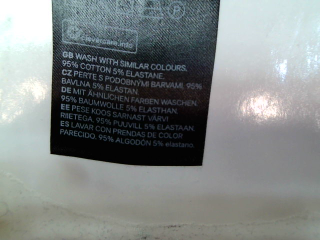 clevercare.info
GB WASH WITH SIMILAR COLOURS.
95% COTTON 5% ELASTANE.
CZ PERTE S PODOBNÝMI BARVAMI, 95%
BAVLNA 5% ELASTAN.
DE MIT ÄHNLICHEN FARBEN WASCHEN.
95% BAUMWOLLE 5% ELASTHAN.
EE PESE KOOS SARNAST VÄRVI
RIIETEGA, 95% PUUVILL 5% ELASTAAN.
ES LAVAR CON PRENDAS DE COLOR
PARECIDO, 95% ALGODÓN 5% elastano.